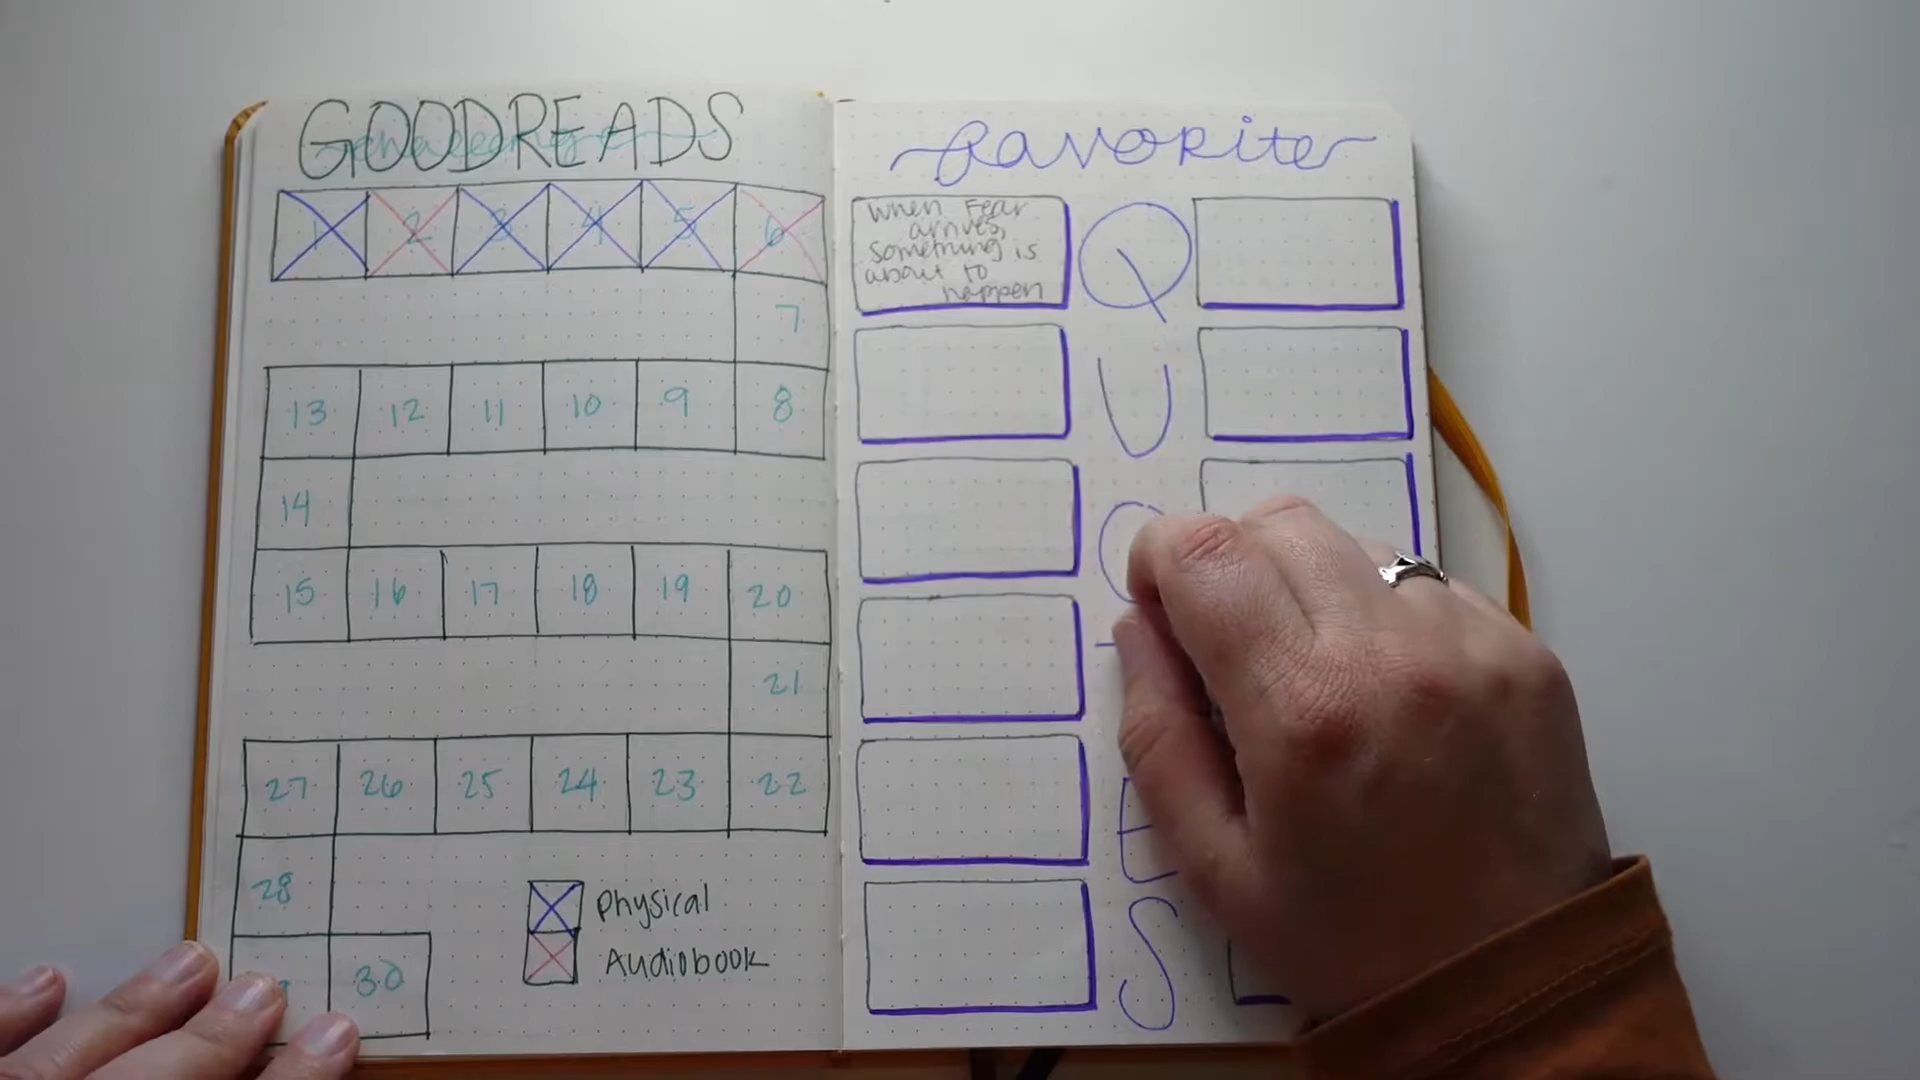 GOODREADS
challenge
1 2 3 4 5 6
7
13 12 11 10 9 8
14
15 16 17 18 19 20
21
27 26 25 24 23 22
28
30
Physical
Audiobook
favorite
Q
U
O
T
E
S
When Fear
arrives,
Something is
about to
happen